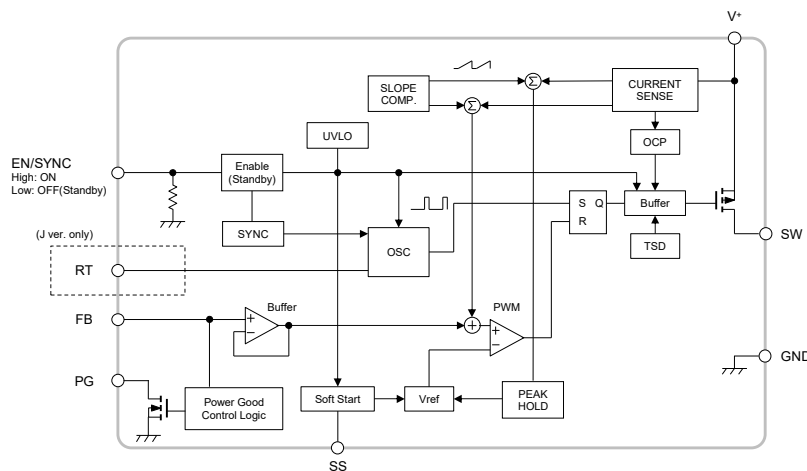 V+
SLOPE
COMP.
Σ
Σ
CURRENT
SENSE
UVLO
OCP
EN/SYNC
High: ON
Low: OFF(Standby)
Enable
(Standby)
S Q
R
Buffer
SYNC
OSC
TSD
SW
(J ver. only)
RT
FB
Buffer
+
−
+
PWM
+
−
GND
PG
Power Good
Control Logic
Soft Start
Vref
PEAK
HOLD
SS